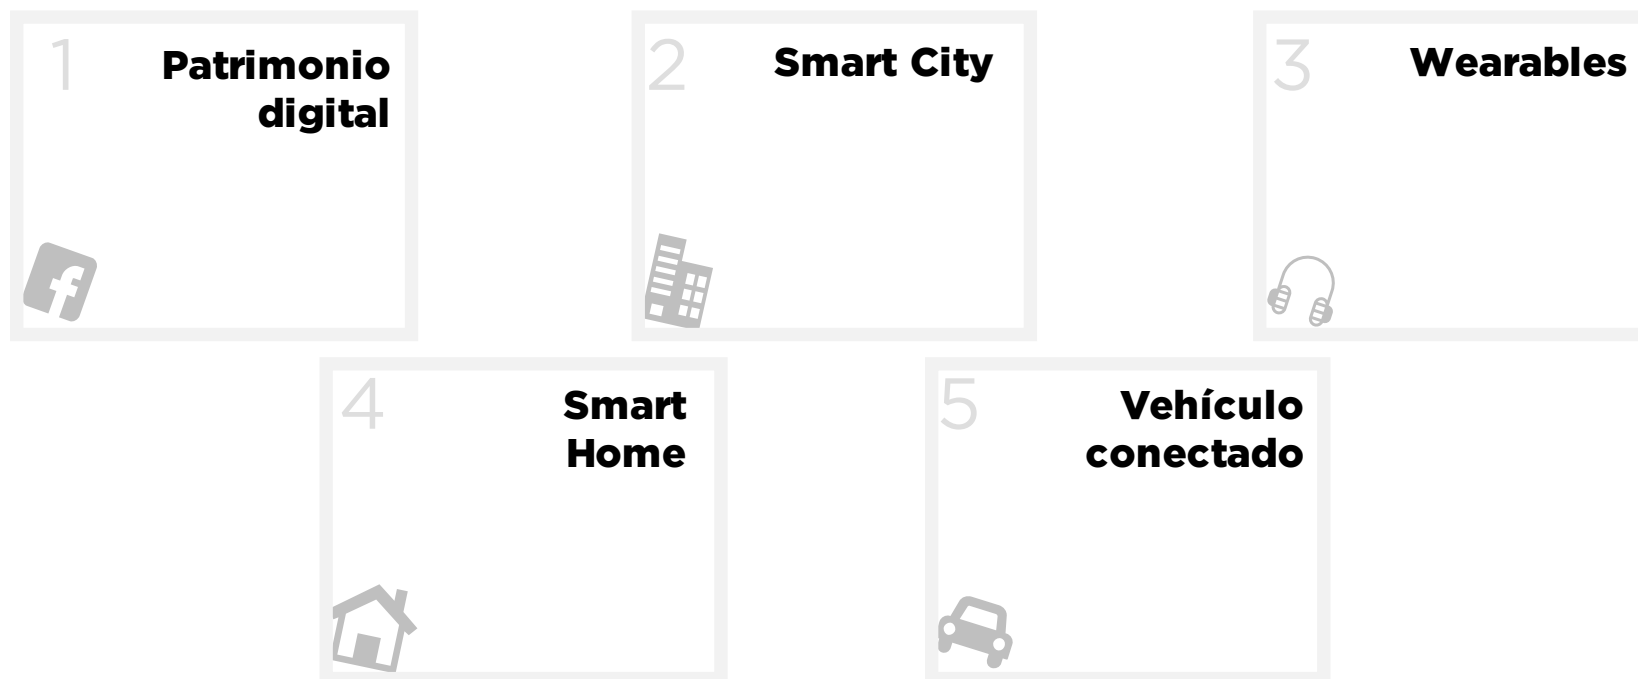 1
Patrimonio
digital
2
Smart City
3
Wearables
4
Smart
Home
5
Vehículo
conectado